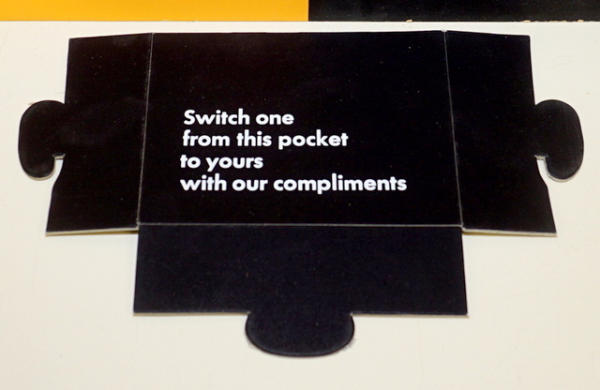 Switch one
from this pocket
to yours
with our compliments